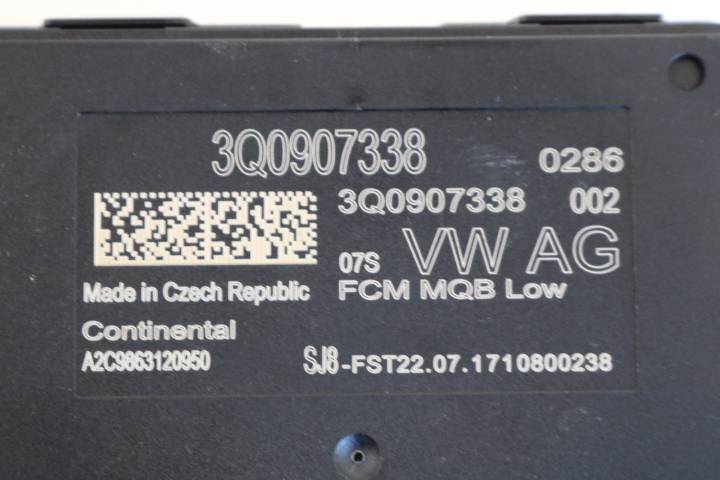 3Q0907338 0286
3Q0907338 002
07S VW AG
Made in Czech Republic FCM MQB Low
Continental
A2C9863120950 SJ8-FST22.07.1710800238